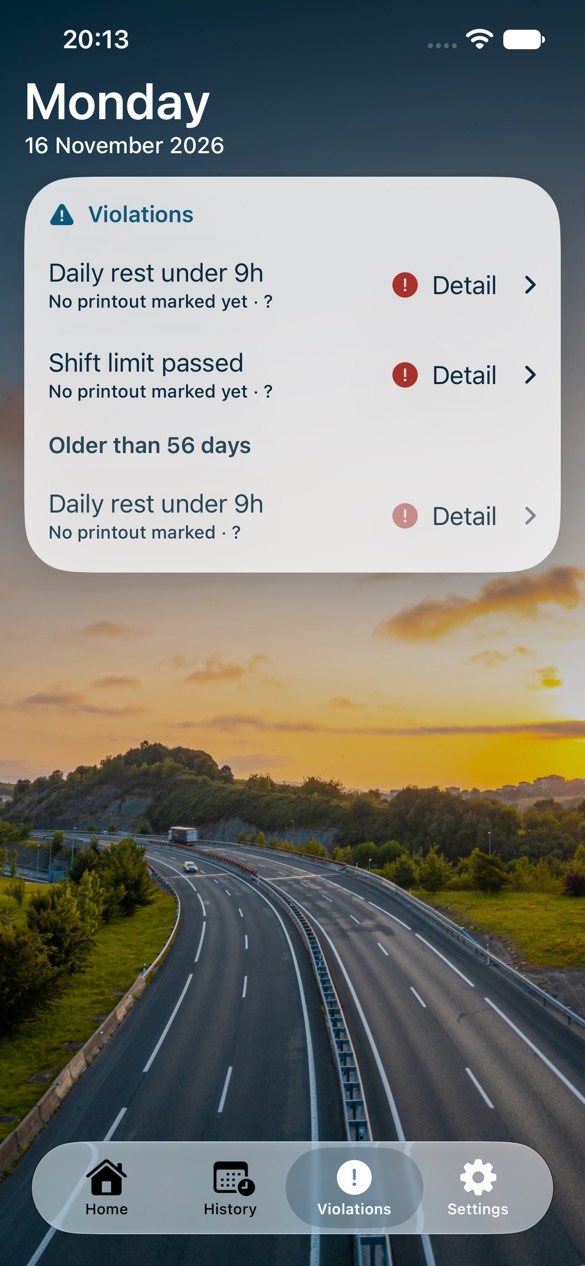 20:13
Monday
16 November 2026
Violations
Daily rest under 9h
No printout marked yet · ?
Detail
Shift limit passed
No printout marked yet · ?
Detail
Older than 56 days
Daily rest under 9h
No printout marked · ?
Detail
Home
History
Violations
Settings